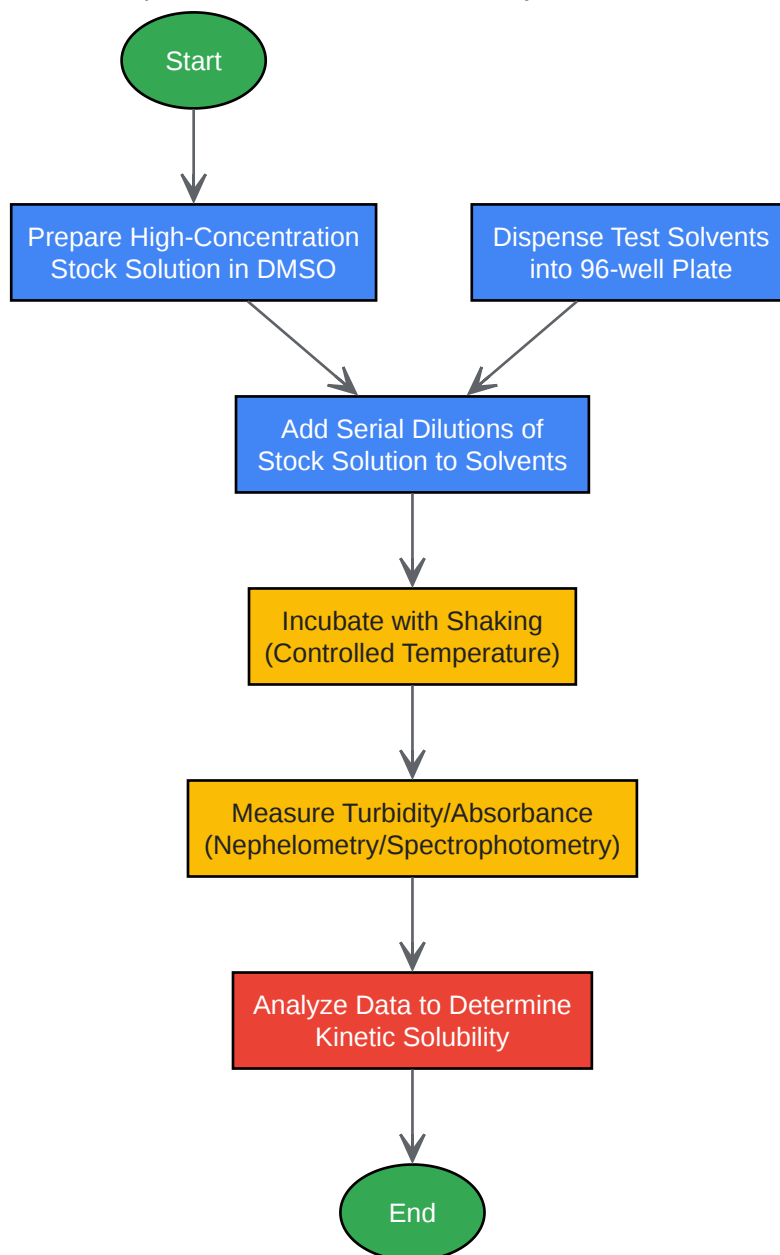 Start
Prepare High-Concentration
Stock Solution in DMSO
Dispense Test Solvents
into 96-well Plate
Add Serial Dilutions of
Stock Solution to Solvents
Incubate with Shaking
(Controlled Temperature)
Measure Turbidity/Absorbance
(Nephelometry/Spectrophotometry)
Analyze Data to Determine
Kinetic Solubility
End